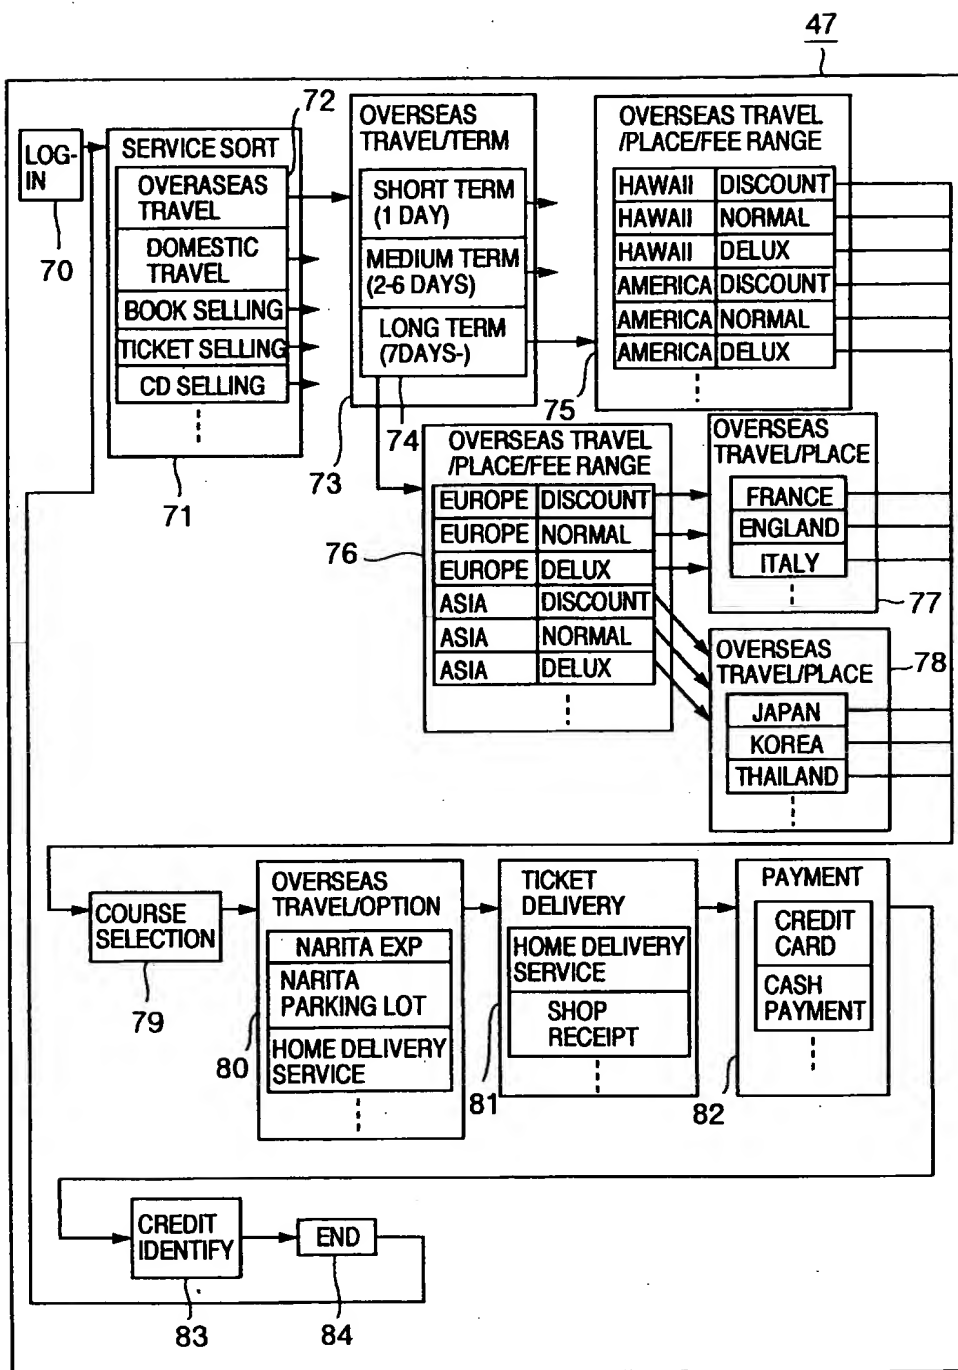 47
LOG-
IN
70
SERVICE SORT
72
OVERASEAS
TRAVEL
DOMESTIC
TRAVEL
BOOK SELLING
TICKET SELLING
CD SELLING
71
OVERSEAS
TRAVEL/TERM
SHORT TERM
(1 DAY)
MEDIUM TERM
(2-6 DAYS)
LONG TERM
(7DAYS-)
73
74
OVERSEAS TRAVEL
/PLACE/FEE RANGE
HAWAII DISCOUNT
HAWAII NORMAL
HAWAII DELUX
AMERICA DISCOUNT
AMERICA NORMAL
AMERICA DELUX
75
OVERSEAS TRAVEL
/PLACE/FEE RANGE
EUROPE DISCOUNT
EUROPE NORMAL
EUROPE DELUX
ASIA DISCOUNT
ASIA NORMAL
ASIA DELUX
76
OVERSEAS
TRAVEL/PLACE
FRANCE
ENGLAND
ITALY
77
OVERSEAS
TRAVEL/PLACE
JAPAN
KOREA
THAILAND
78
COURSE
SELECTION
79
OVERSEAS
TRAVEL/OPTION
NARITA EXP
NARITA
PARKING LOT
HOME DELIVERY
SERVICE
80
TICKET
DELIVERY
HOME DELIVERY
SERVICE
SHOP
RECEIPT
81
PAYMENT
CREDIT
CARD
CASH
PAYMENT
82
CREDIT
IDENTIFY
83
END
84